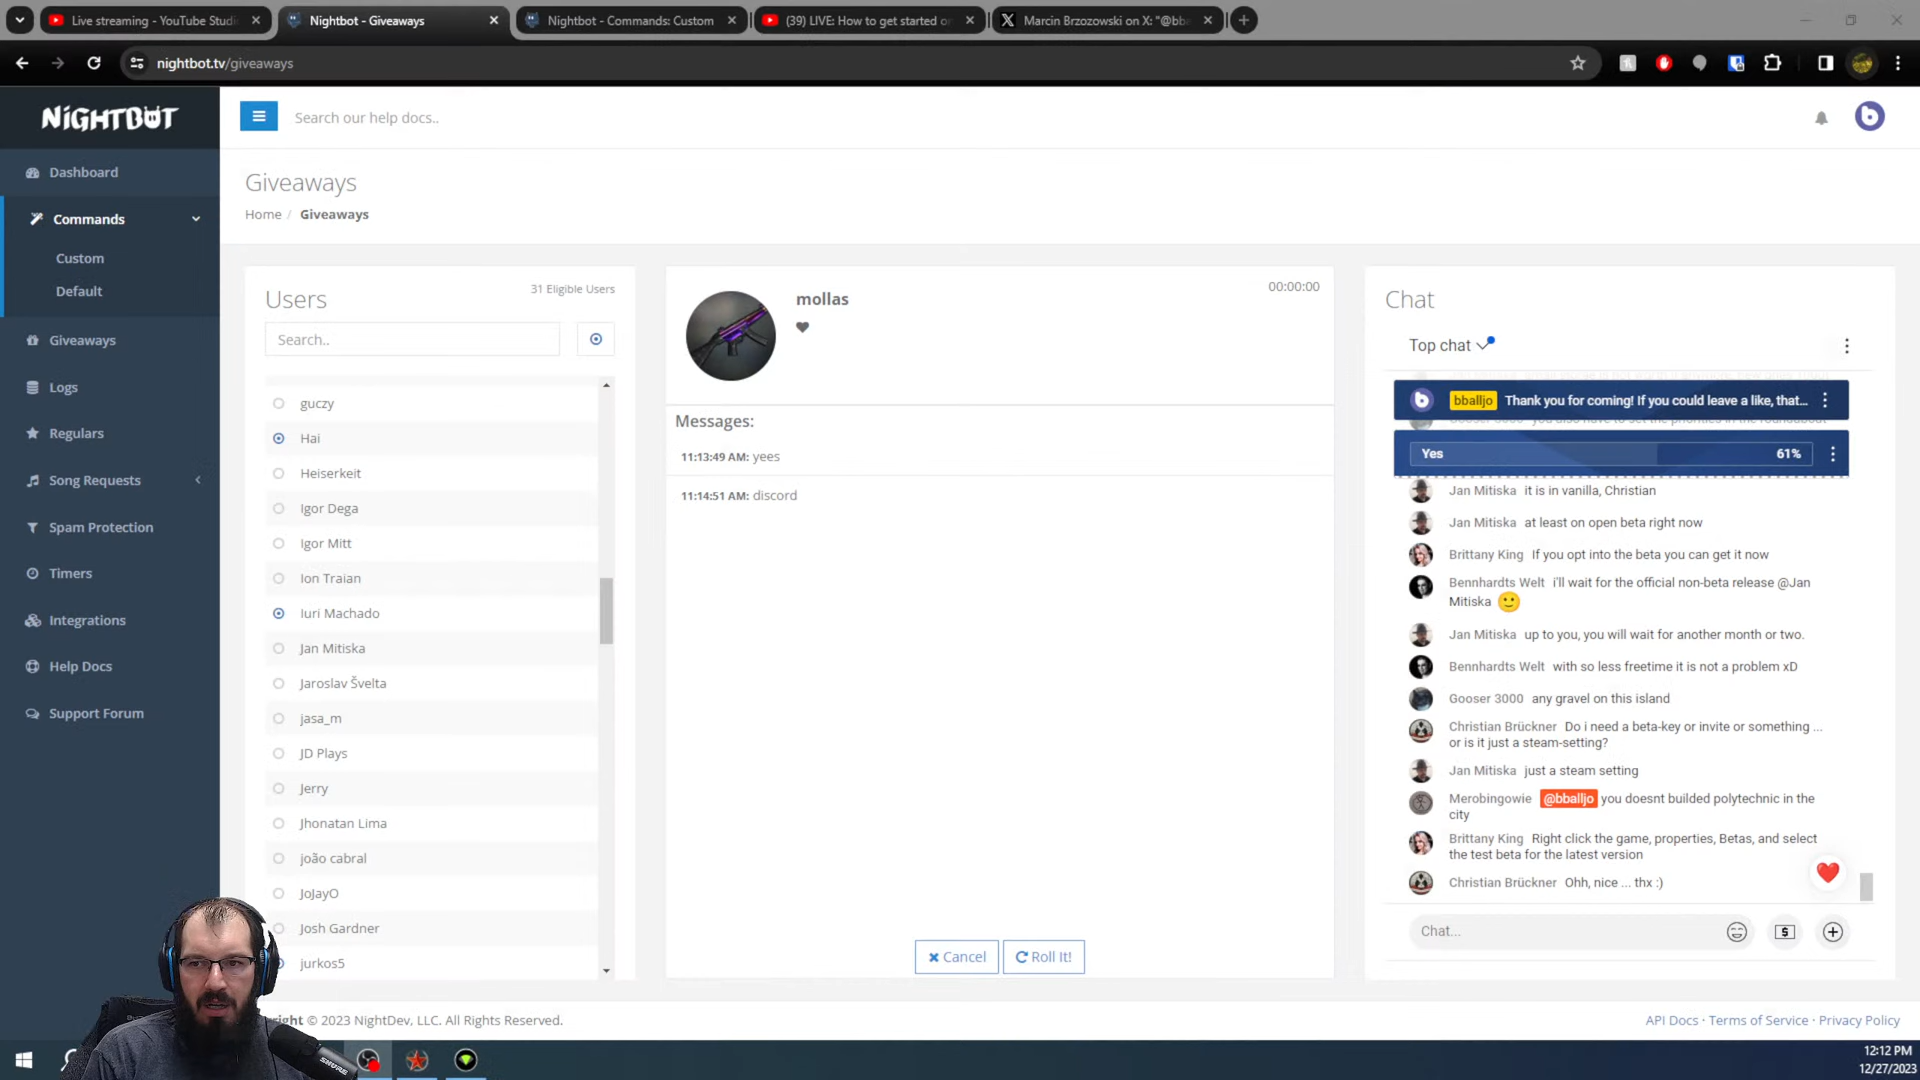 Live streaming - YouTube Studi
Nightbot - Giveaways
Nightbot - Commands: Custom
(39) LIVE: How to get started on
Marcin Brzozowski on X: "@bba
nightbot.tv/giveaways
NiGHTBOT
Search our help docs..
Dashboard
Commands
Custom
Default
Giveaways
Logs
Regulars
Song Requests
Spam Protection
Timers
Integrations
Help Docs
Support Forum
Giveaways
Home / Giveaways
Users
31 Eligible Users
Search..
guczy
Hai
Heiserkeit
Igor Dega
Igor Mitt
Ion Traian
Iuri Machado
Jan Mitiska
Jaroslav Švelta
jasa_m
JD Plays
Jerry
Jhonatan Lima
joão cabral
JoJayO
Josh Gardner
jurkos5
mollas
00:00:00
Messages:
11:13:49 AM: yees
11:14:51 AM: discord
Cancel
Roll It!
Chat
Top chat
bballjo Thank you for coming! If you could leave a like, that...
Yes 61%
Jan Mitiska it is in vanilla, Christian
Jan Mitiska at least on open beta right now
Brittany King If you opt into the beta you can get it now
Bennhardts Welt i'll wait for the official non-beta release @Jan
Mitiska
Jan Mitiska up to you, you will wait for another month or two.
Bennhardts Welt with so less freetime it is not a problem xD
Gooser 3000 any gravel on this island
Christian Brückner Do i need a beta-key or invite or something ...
or is it just a steam-setting?
Jan Mitiska just a steam setting
Merobingowie @bballjo you doesnt builded polytechnic in the
city
Brittany King Right click the game, properties, Betas, and select
the test beta for the latest version
Christian Brückner Ohh, nice ... thx :)
Chat...
right © 2023 NightDev, LLC. All Rights Reserved.
API Docs · Terms of Service · Privacy Policy
SHURE
12:12 PM
12/27/2023